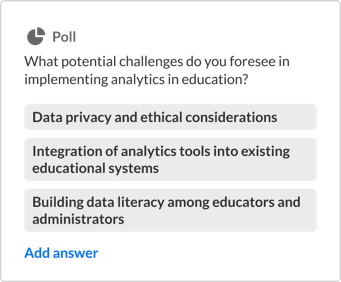 Poll
What potential challenges do you foresee in
implementing analytics in education?
Data privacy and ethical considerations
Integration of analytics tools into existing
educational systems
Building data literacy among educators and
administrators
Add answer